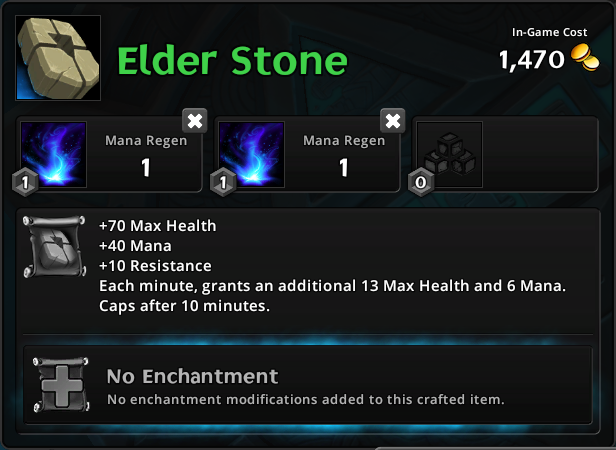 In-Game Cost
Elder Stone
1,470
Mana Regen
1
1
Mana Regen
1
1
0
+70 Max Health
+40 Mana
+10 Resistance
Each minute, grants an additional 13 Max Health and 6 Mana.
Caps after 10 minutes.
No Enchantment
No enchantment modifications added to this crafted item.